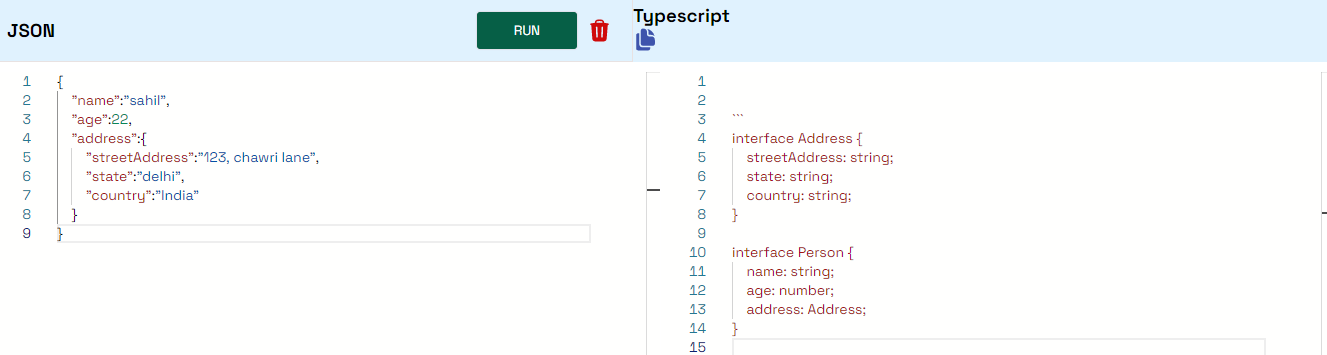 JSON
RUN
1 {
2 "name":"sahil",
3 "age":22,
4 "address":{
5 "streetAddress":"123, chawri lane",
6 "state":"delhi",
7 "country":"India"
8 }
9 }
Typescript
1
2
3 ```
4 interface Address {
5 streetAddress: string;
6 state: string;
7 country: string;
8 }
9
10 interface Person {
11 name: string;
12 age: number;
13 address: Address;
14 }
15